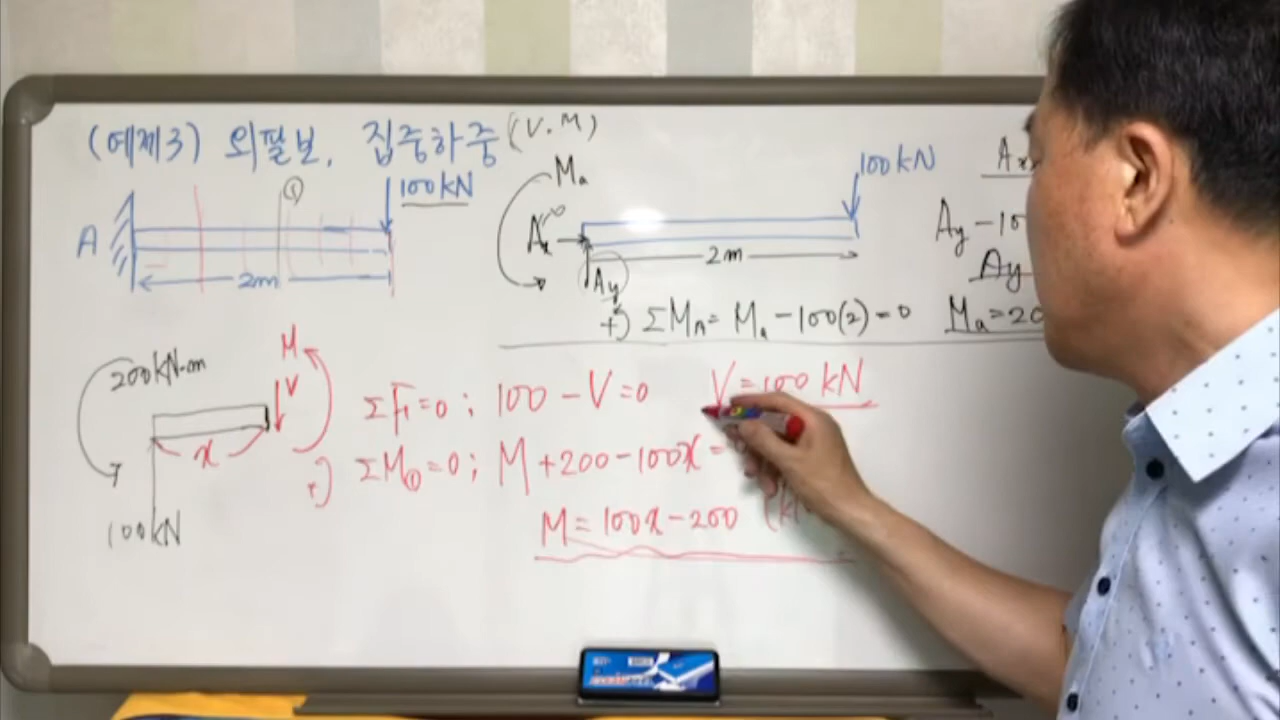 (예제3) 외팔보, 집중하중 (V.M)
①
100kN
A
2m
Ma
Ax
0
Ay
100kN
2m
Ay - 10
Ay
+) ΣMA = Ma - 100(2) = 0
Ma = 20
200kN·m
M
V
x
100kN
ΣFy = 0 ; 100 - V = 0 V = 100 kN
+) ΣM① = 0 ; M + 200 - 100x =
M = 100x - 200